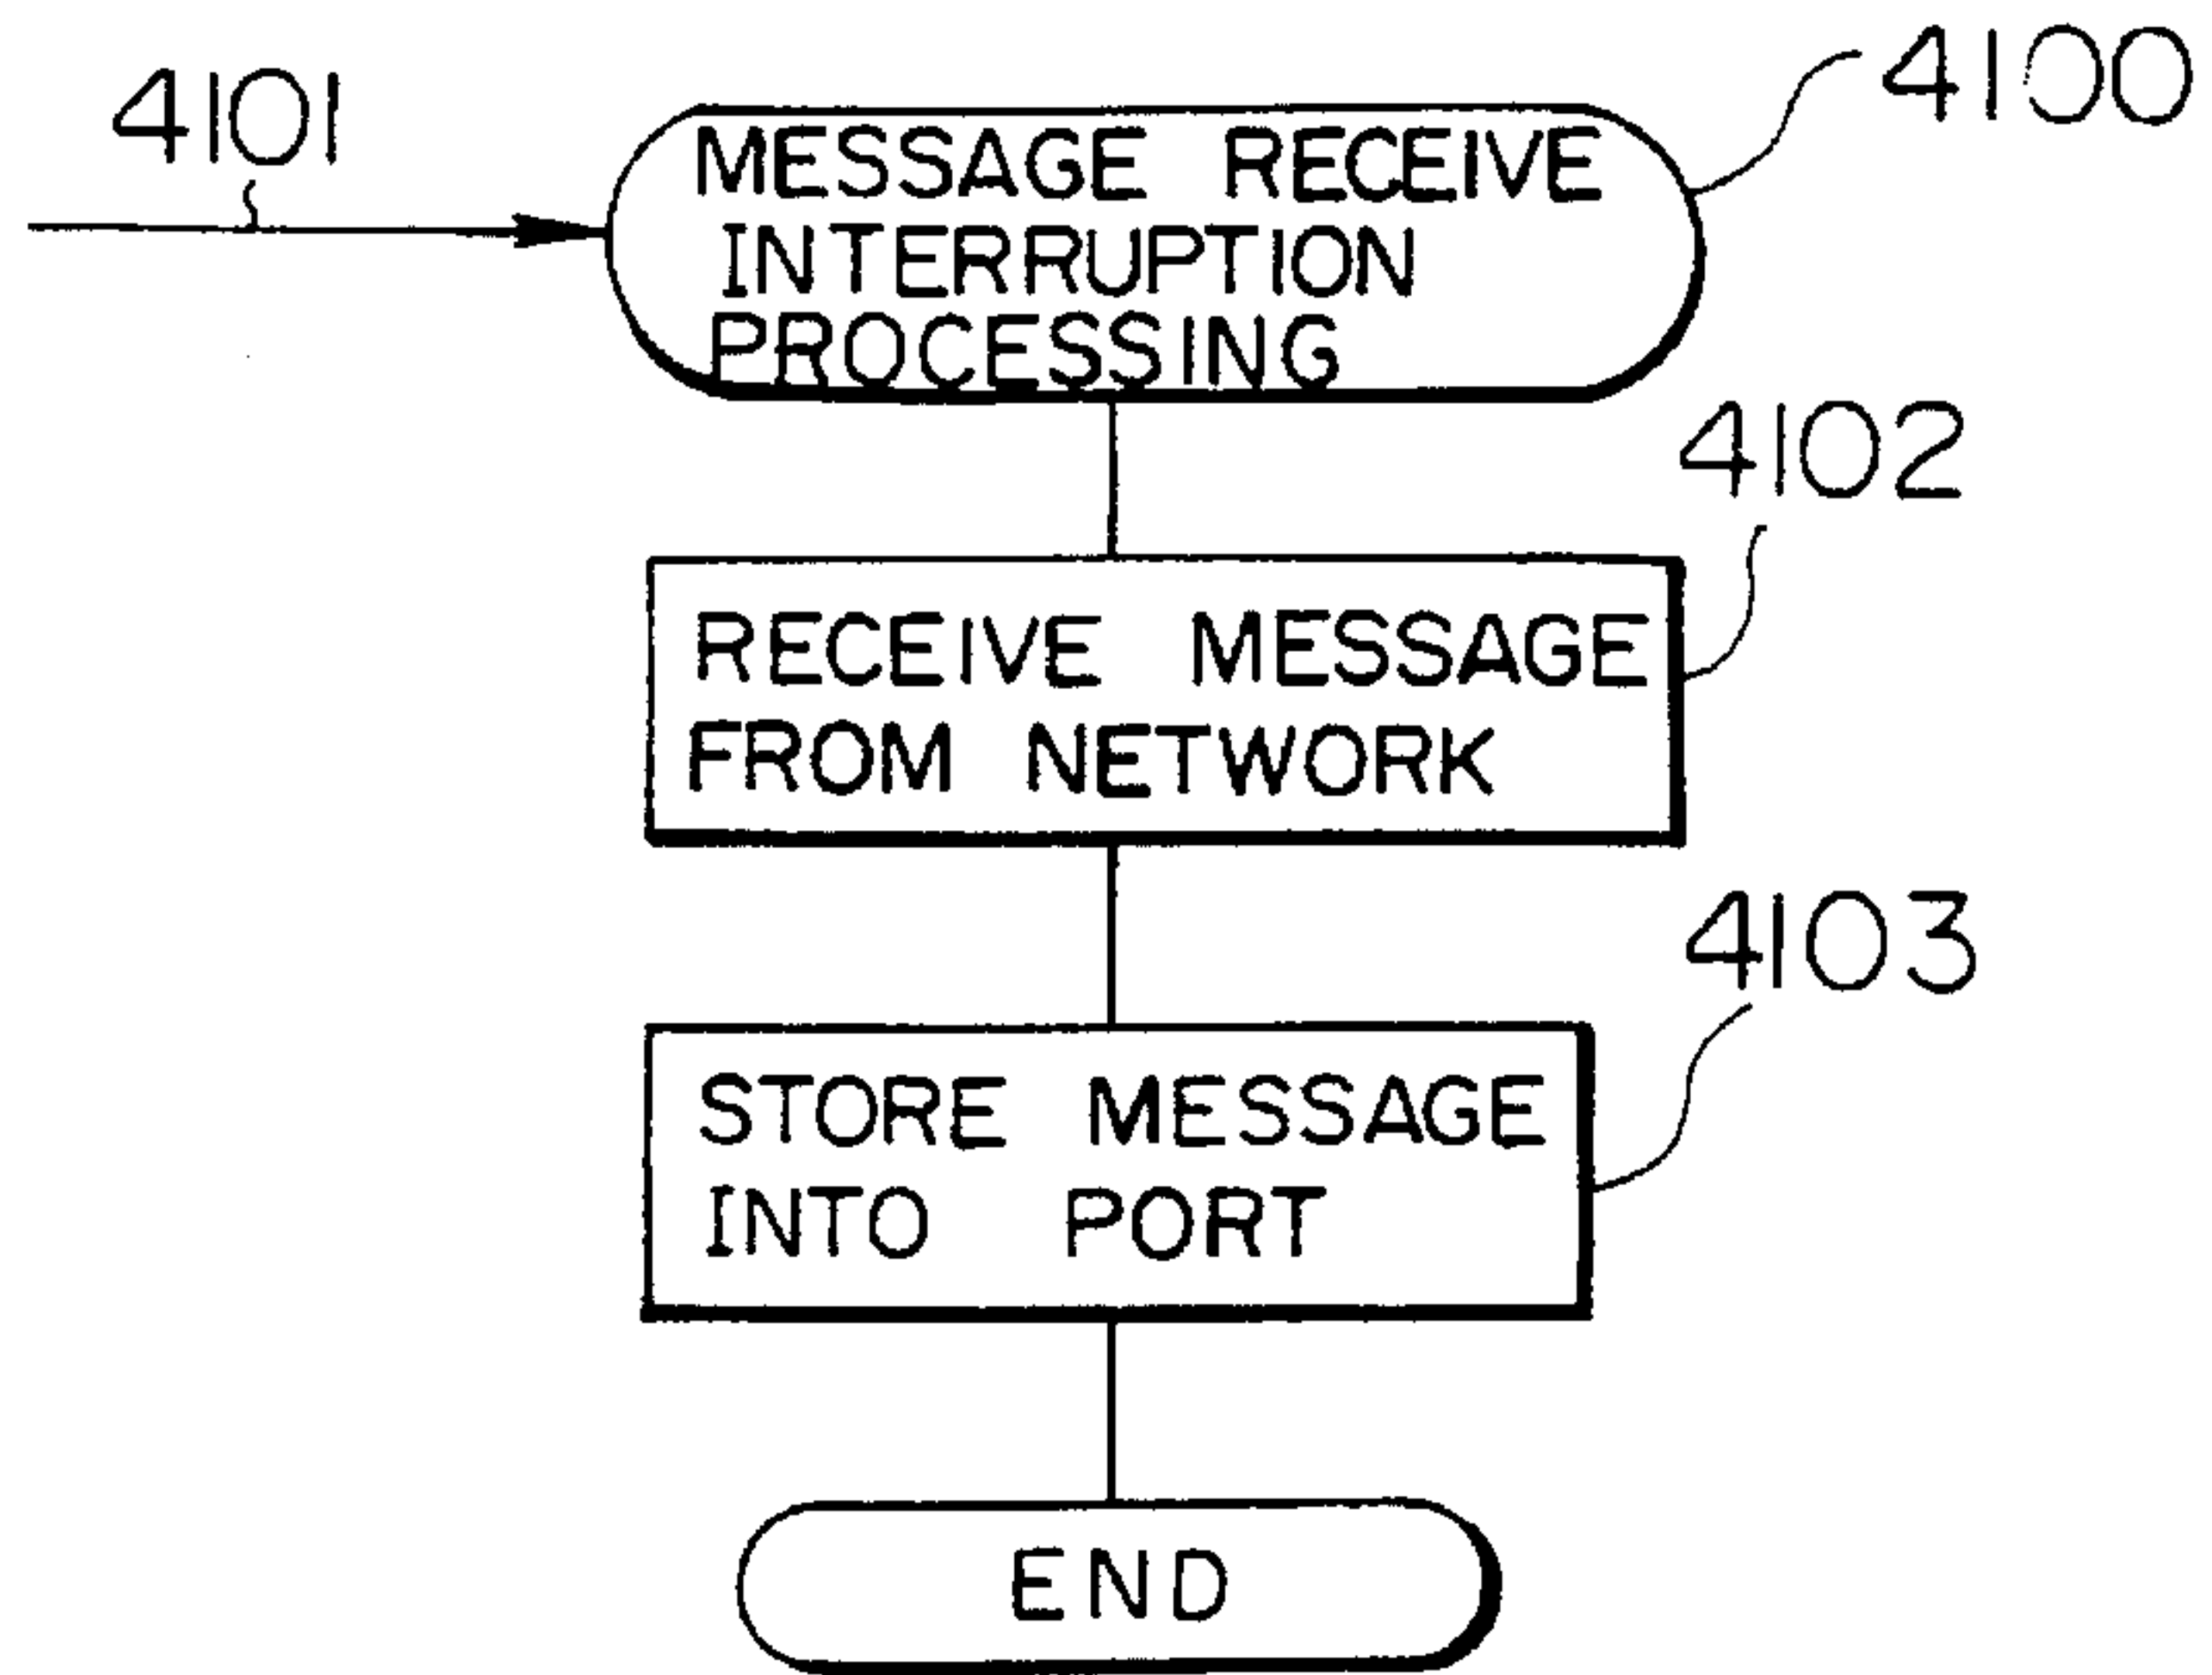 4100
4101
MESSAGE RECEIVE
INTERRUPTION
PROCESSING
4102
RECEIVE MESSAGE
FROM NETWORK
4103
STORE MESSAGE
INTO PORT
END